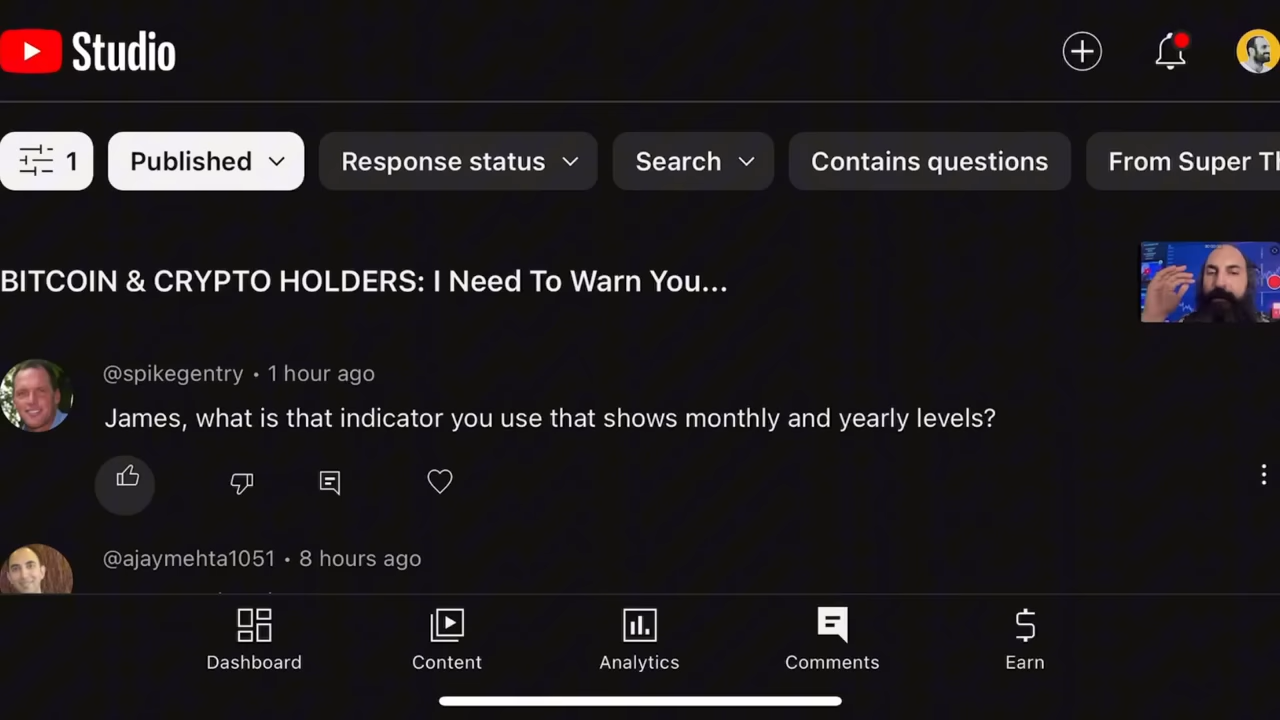 Studio
1
Published
Response status
Search
Contains questions
From Super Th
BITCOIN & CRYPTO HOLDERS: I Need To Warn You...
@spikegentry • 1 hour ago
James, what is that indicator you use that shows monthly and yearly levels?
@ajaymehta1051 • 8 hours ago
Dashboard
Content
Analytics
Comments
Earn